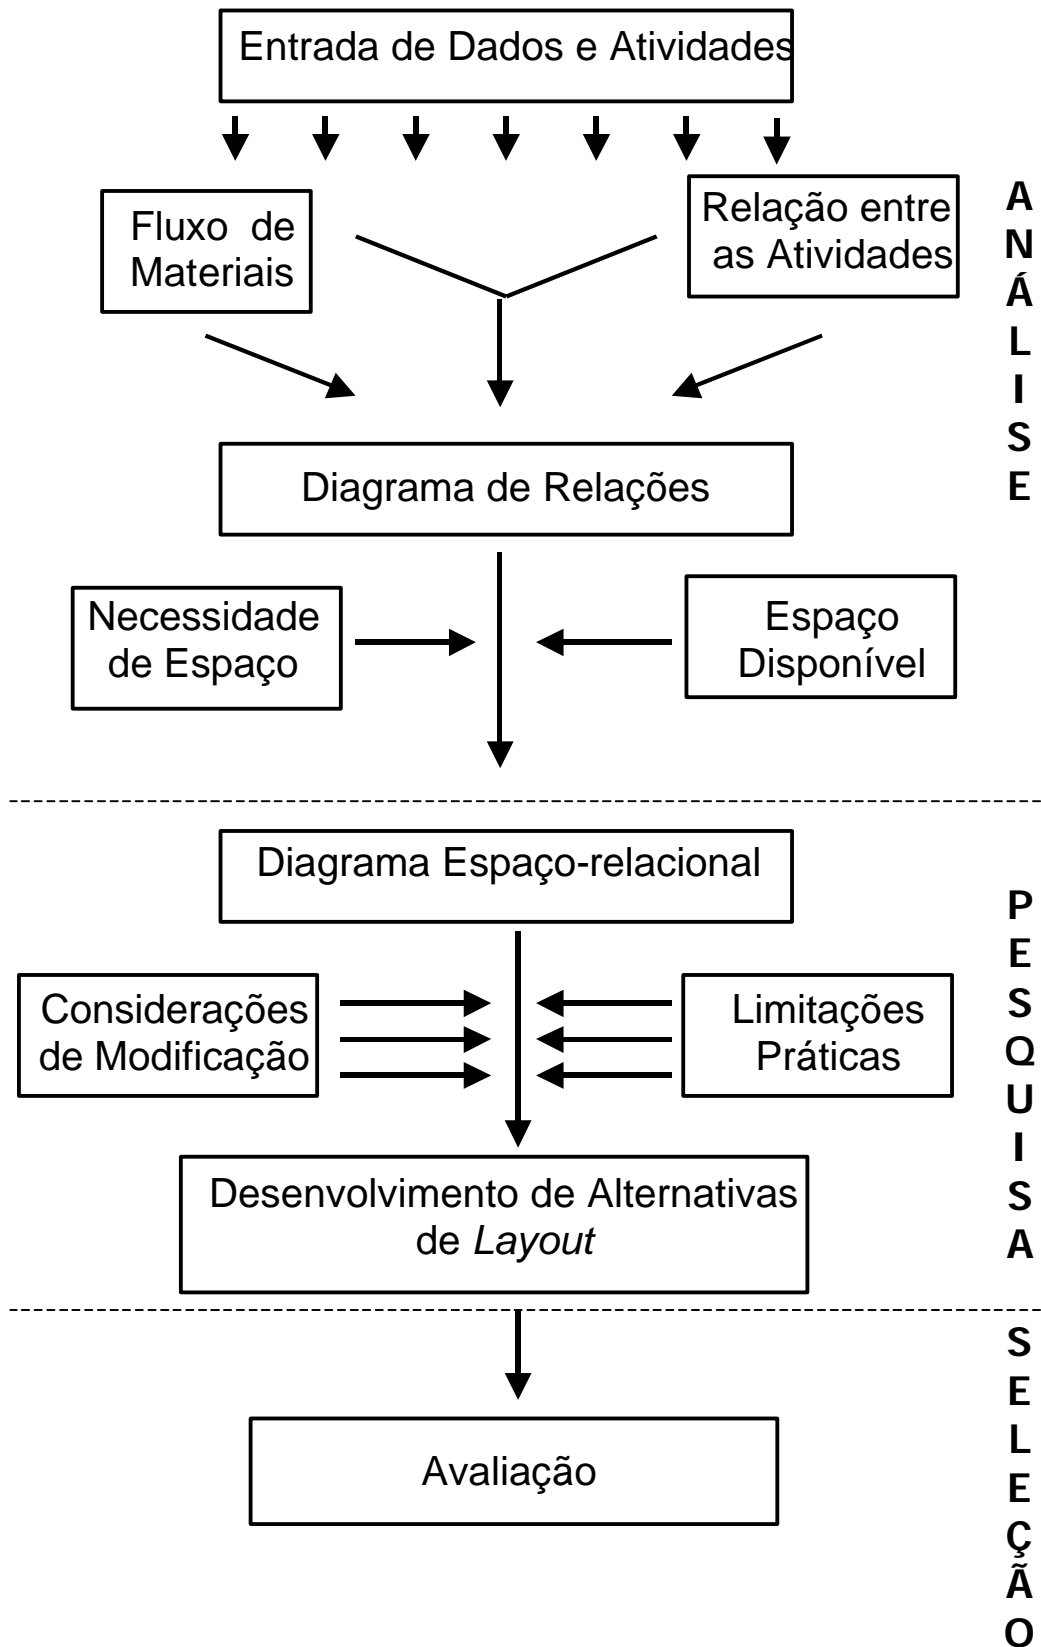 Entrada de Dados e Atividades
Fluxo de
Materiais
Relação entre
as Atividades
A
N
Á
L
I
S
E
Diagrama de Relações
Necessidade
de Espaço
Espaço
Disponível
Diagrama Espaço-relacional
Considerações
de Modificação
Limitações
Práticas
P
E
S
Q
U
I
S
A
Desenvolvimento de Alternativas
de Layout
Avaliação
S
E
L
E
Ç
Ã
O